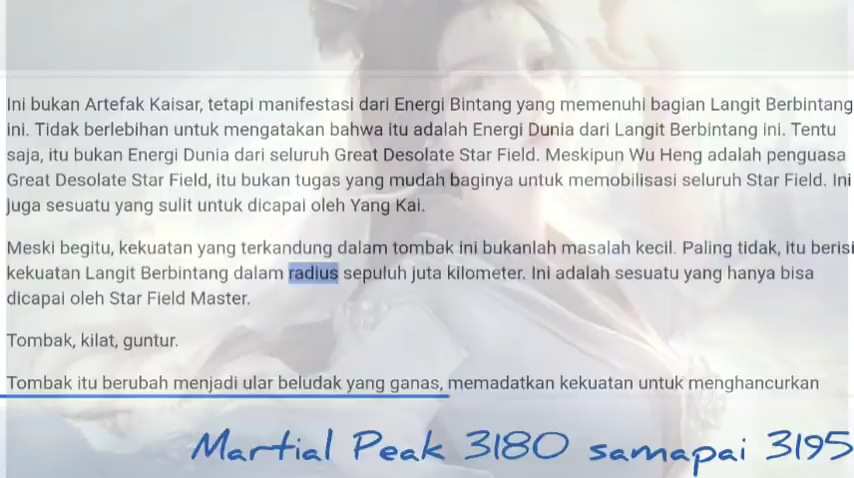 Ini bukan Artefak Kaisar, tetapi manifestasi dari Energi Bintang yang memenuhi bagian Langit Berbintang
ini. Tidak berlebihan untuk mengatakan bahwa itu adalah Energi Dunia dari Langit Berbintang ini. Tentu
saja, itu bukan Energi Dunia dari seluruh Great Desolate Star Field. Meskipun Wu Heng adalah penguasa
Great Desolate Star Field, itu bukan tugas yang mudah baginya untuk memobilisasi seluruh Star Field. Ini
juga sesuatu yang sulit untuk dicapai oleh Yang Kai.
Meski begitu, kekuatan yang terkandung dalam tombak ini bukanlah masalah kecil. Paling tidak, itu berisi
kekuatan Langit Berbintang dalam radius sepuluh juta kilometer. Ini adalah sesuatu yang hanya bisa
dicapai oleh Star Field Master.
Tombak, kilat, guntur.
Tombak itu berubah menjadi ular beludak yang ganas, memadatkan kekuatan untuk menghancurkan
Martial Peak 3180 samapai 3195